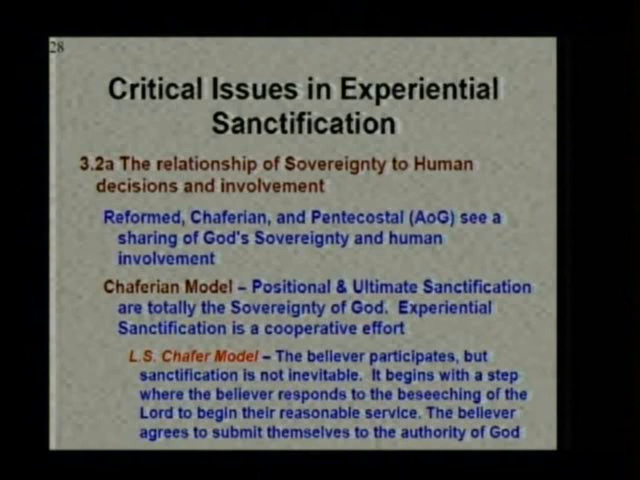 28
Critical Issues in Experiential
Sanctification
3.2a The relationship of Sovereignty to Human
decisions and involvement
Reformed, Chaferian, and Pentecostal (AoG) see a
sharing of God's Sovereignty and human
involvement
Chaferian Model – Positional & Ultimate Sanctification
are totally the Sovereignty of God. Experiential
Sanctification is a cooperative effort
L.S. Chafer Model – The believer participates, but
sanctification is not inevitable. It begins with a step
where the believer responds to the beseeching of the
Lord to begin their reasonable service. The believer
agrees to submit themselves to the authority of God